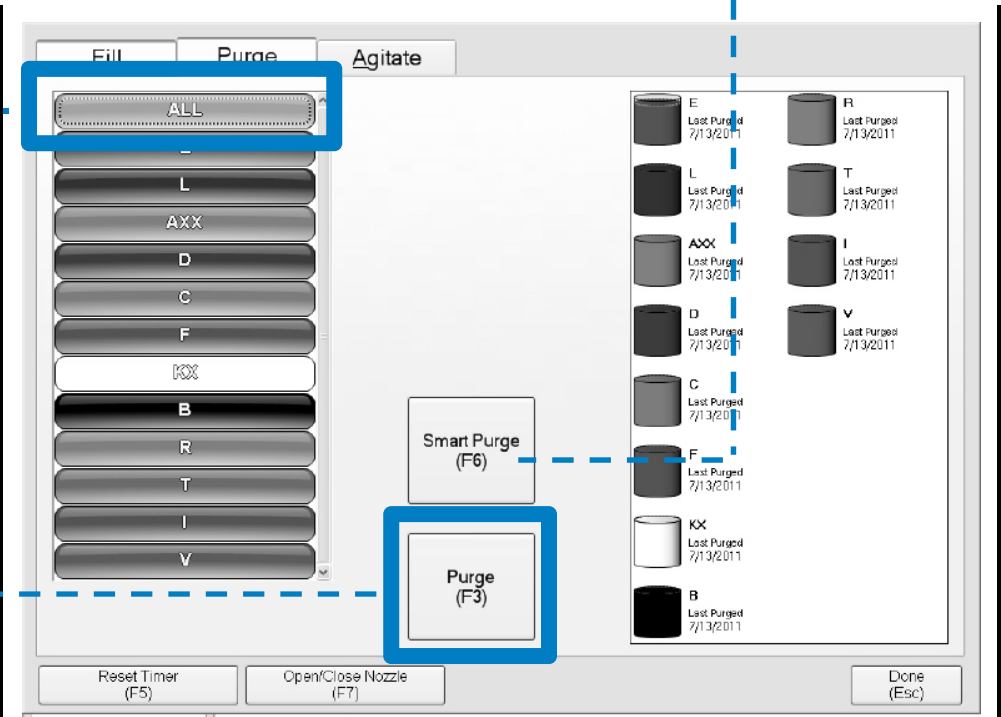 Fill
Purge
Agitate
ALL
L
AXX
D
C
F
KX
B
R
T
I
V
Smart Purge
(F6)
Purge
(F3)
E
Last Purged
7/13/2011
L
Last Purged
7/13/2011
AXX
Last Purged
7/13/2011
D
Last Purged
7/13/2011
C
Last Purged
7/13/2011
F
Last Purged
7/13/2011
KX
Last Purged
7/13/2011
B
Last Purged
7/13/2011
R
Last Purged
7/13/2011
T
Last Purged
7/13/2011
I
Last Purged
7/13/2011
V
Last Purged
7/13/2011
Reset Timer
(F5)
Open/Close Nozzle
(F7)
Done
(Esc)